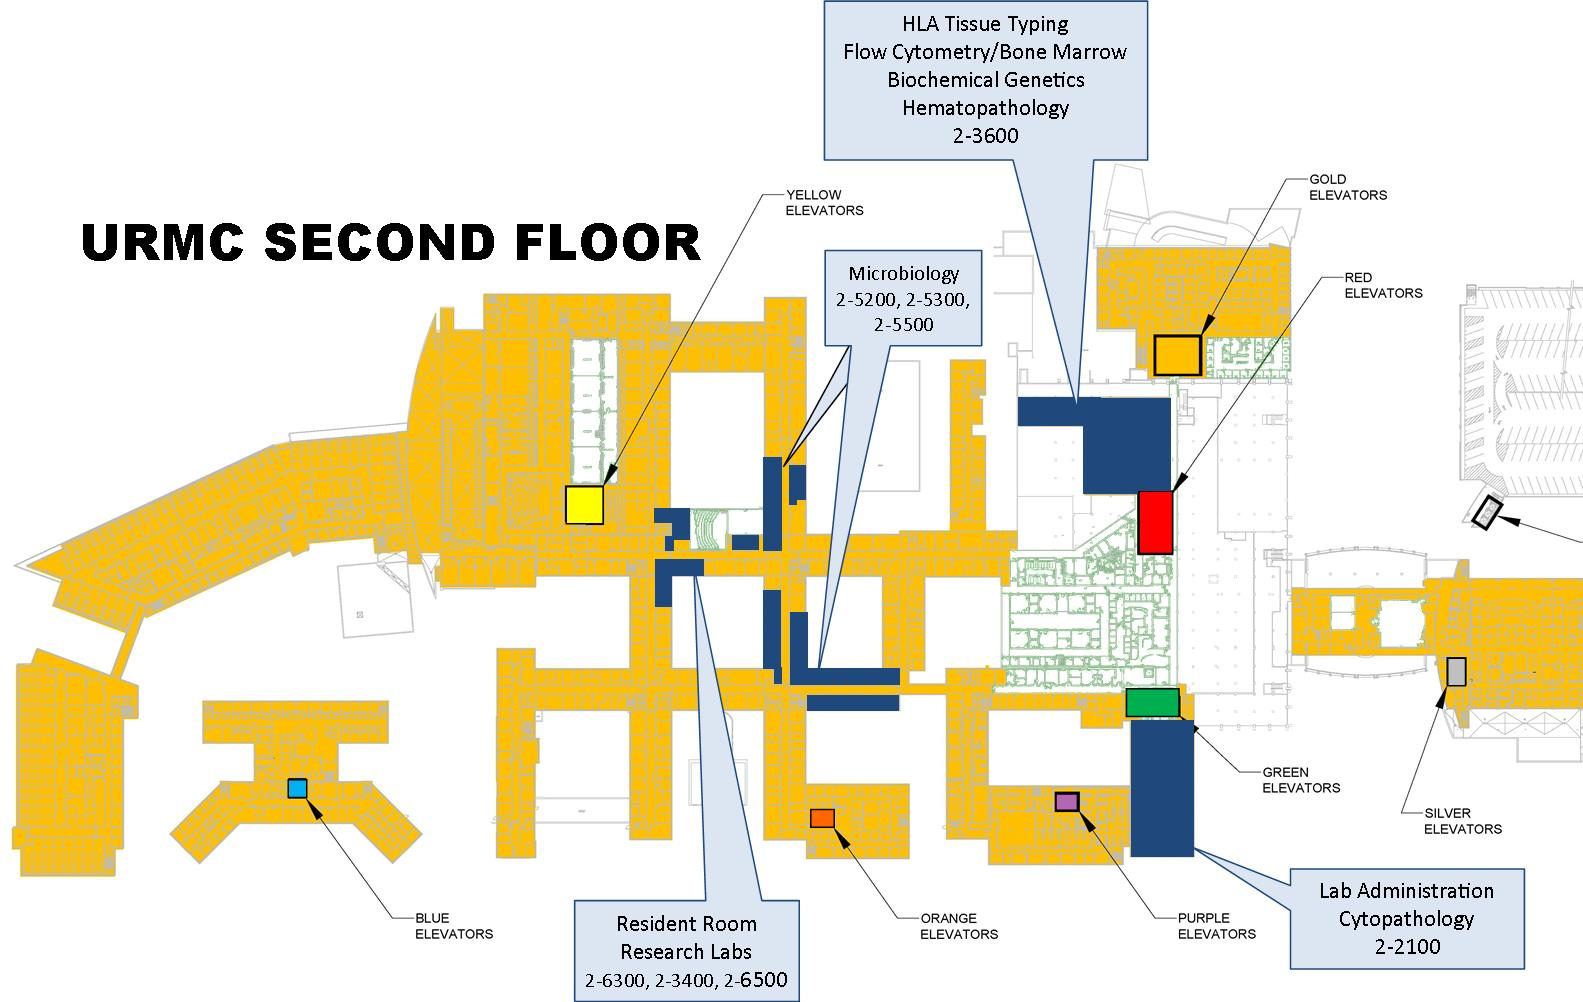 HLA Tissue Typing
Flow Cytometry/Bone Marrow
Biochemical Genetics
Hematopathology
2-3600
GOLD
ELEVATORS
YELLOW
ELEVATORS
URMC SECOND FLOOR
Microbiology
2-5200, 2-5300,
2-5500
RED
ELEVATORS
GREEN
ELEVATORS
SILVER
ELEVATORS
Lab Administration
Cytopathology
2-2100
BLUE
ELEVATORS
Resident Room
Research Labs
2-6300, 2-3400, 2-6500
ORANGE
ELEVATORS
PURPLE
ELEVATORS